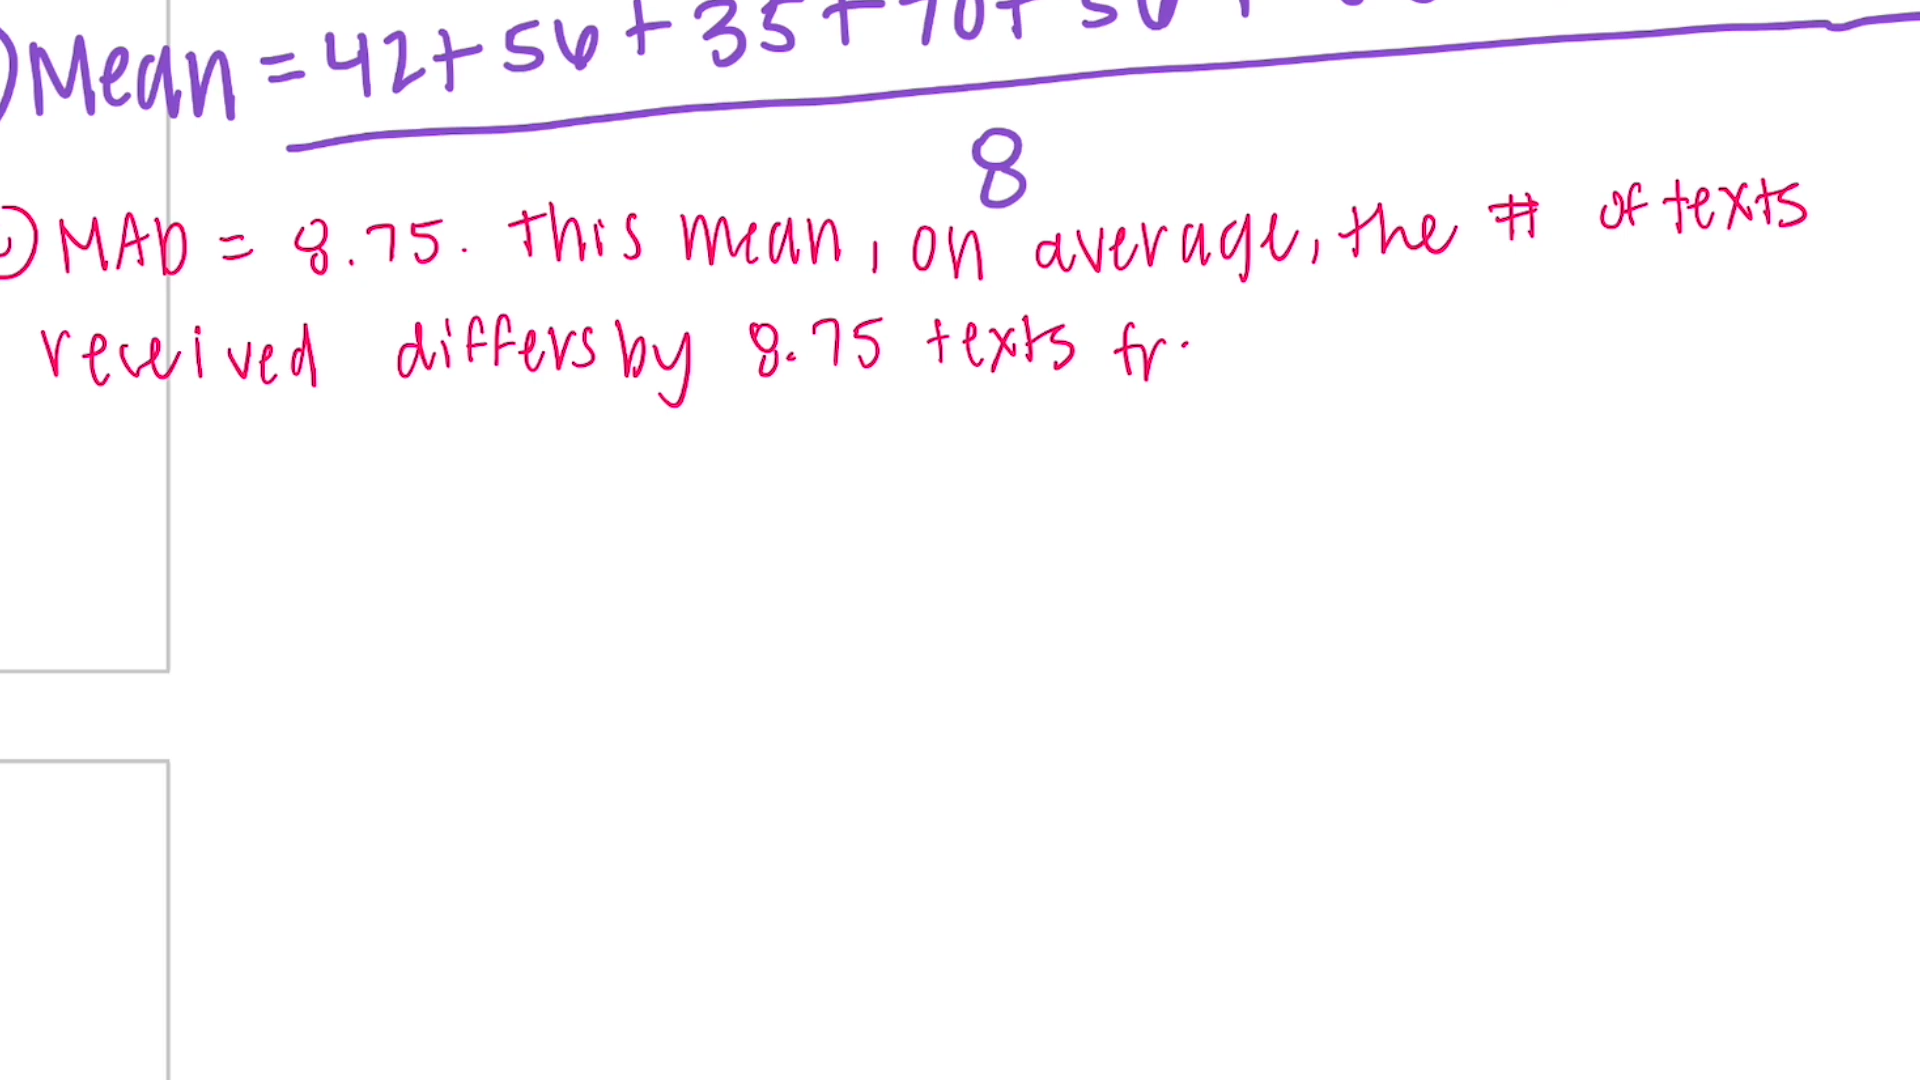 Mean = 42+ 56 + 35 + 70 +
8
MAD = 8.75. This mean, on average, the # of texts
received differs by 8.75 texts fr